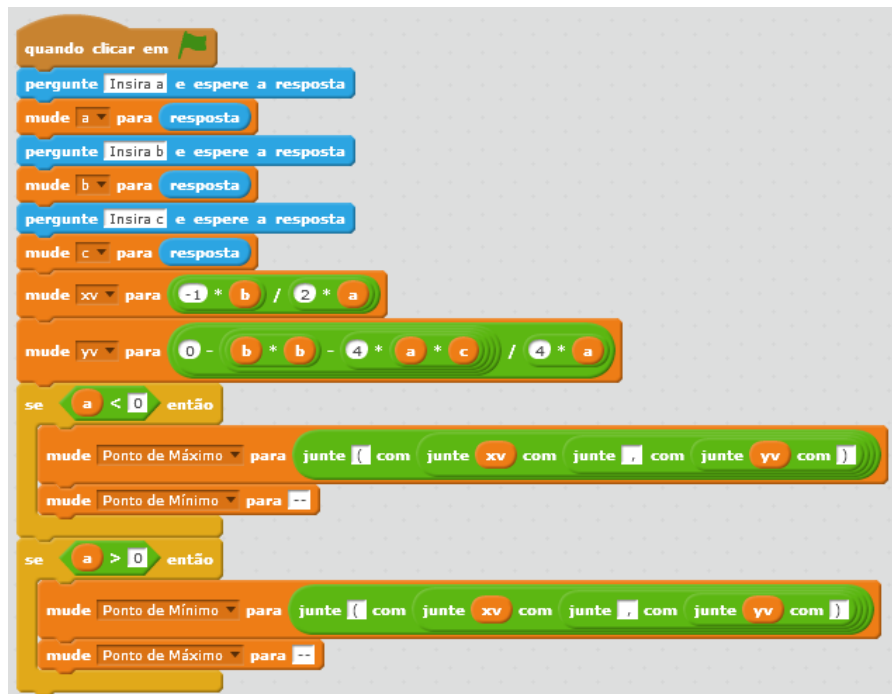 quando clicar em
pergunte Insira a e espere a resposta
mude a para resposta
pergunte Insira b e espere a resposta
mude b para resposta
pergunte Insira c e espere a resposta
mude c para resposta
mude xv para -1 * b / 2 * a
mude yv para 0 - b * b - 4 * a * c / 4 * a
se a < 0 então
mude Ponto de Máximo para junte ( com junte xv com junte , com junte yv com )
mude Ponto de Mínimo para --
se a > 0 então
mude Ponto de Mínimo para junte ( com junte xv com junte , com junte yv com )
mude Ponto de Máximo para --